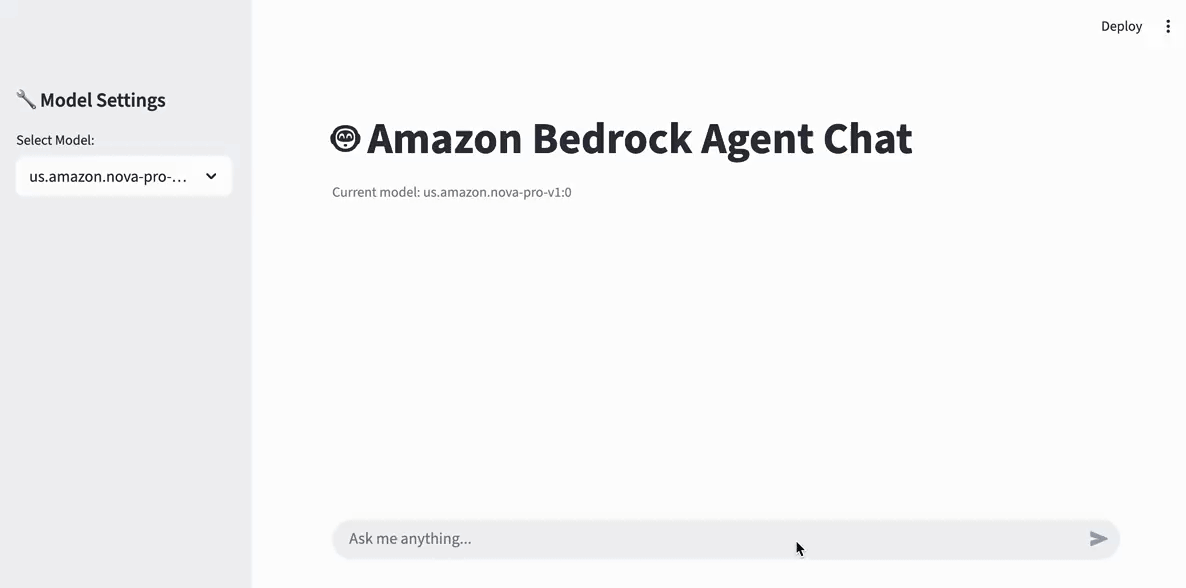 Deploy
Model Settings
Select Model:
us.amazon.nova-pro-...
Amazon Bedrock Agent Chat
Current model: us.amazon.nova-pro-v1:0
Ask me anything...